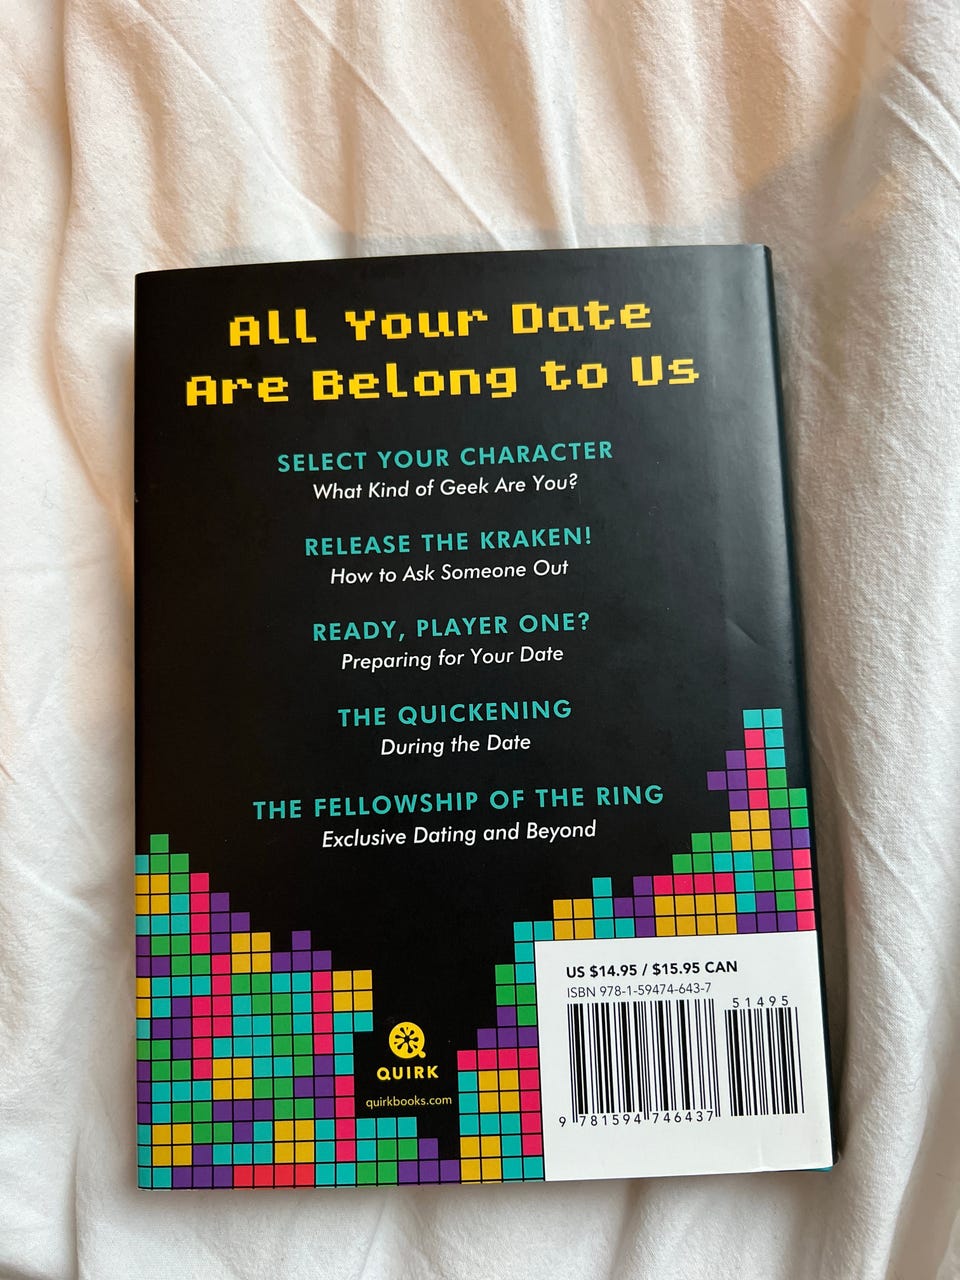 All Your Date
Are Belong to Us
SELECT YOUR CHARACTER
What Kind of Geek Are You?
RELEASE THE KRAKEN!
How to Ask Someone Out
READY, PLAYER ONE?
Preparing for Your Date
THE QUICKENING
During the Date
THE FELLOWSHIP OF THE RING
Exclusive Dating and Beyond
QUIRK
quirkbooks.com
US $14.95 / $15.95 CAN
ISBN 978-1-59474-643-7
51495
9 781594 746437